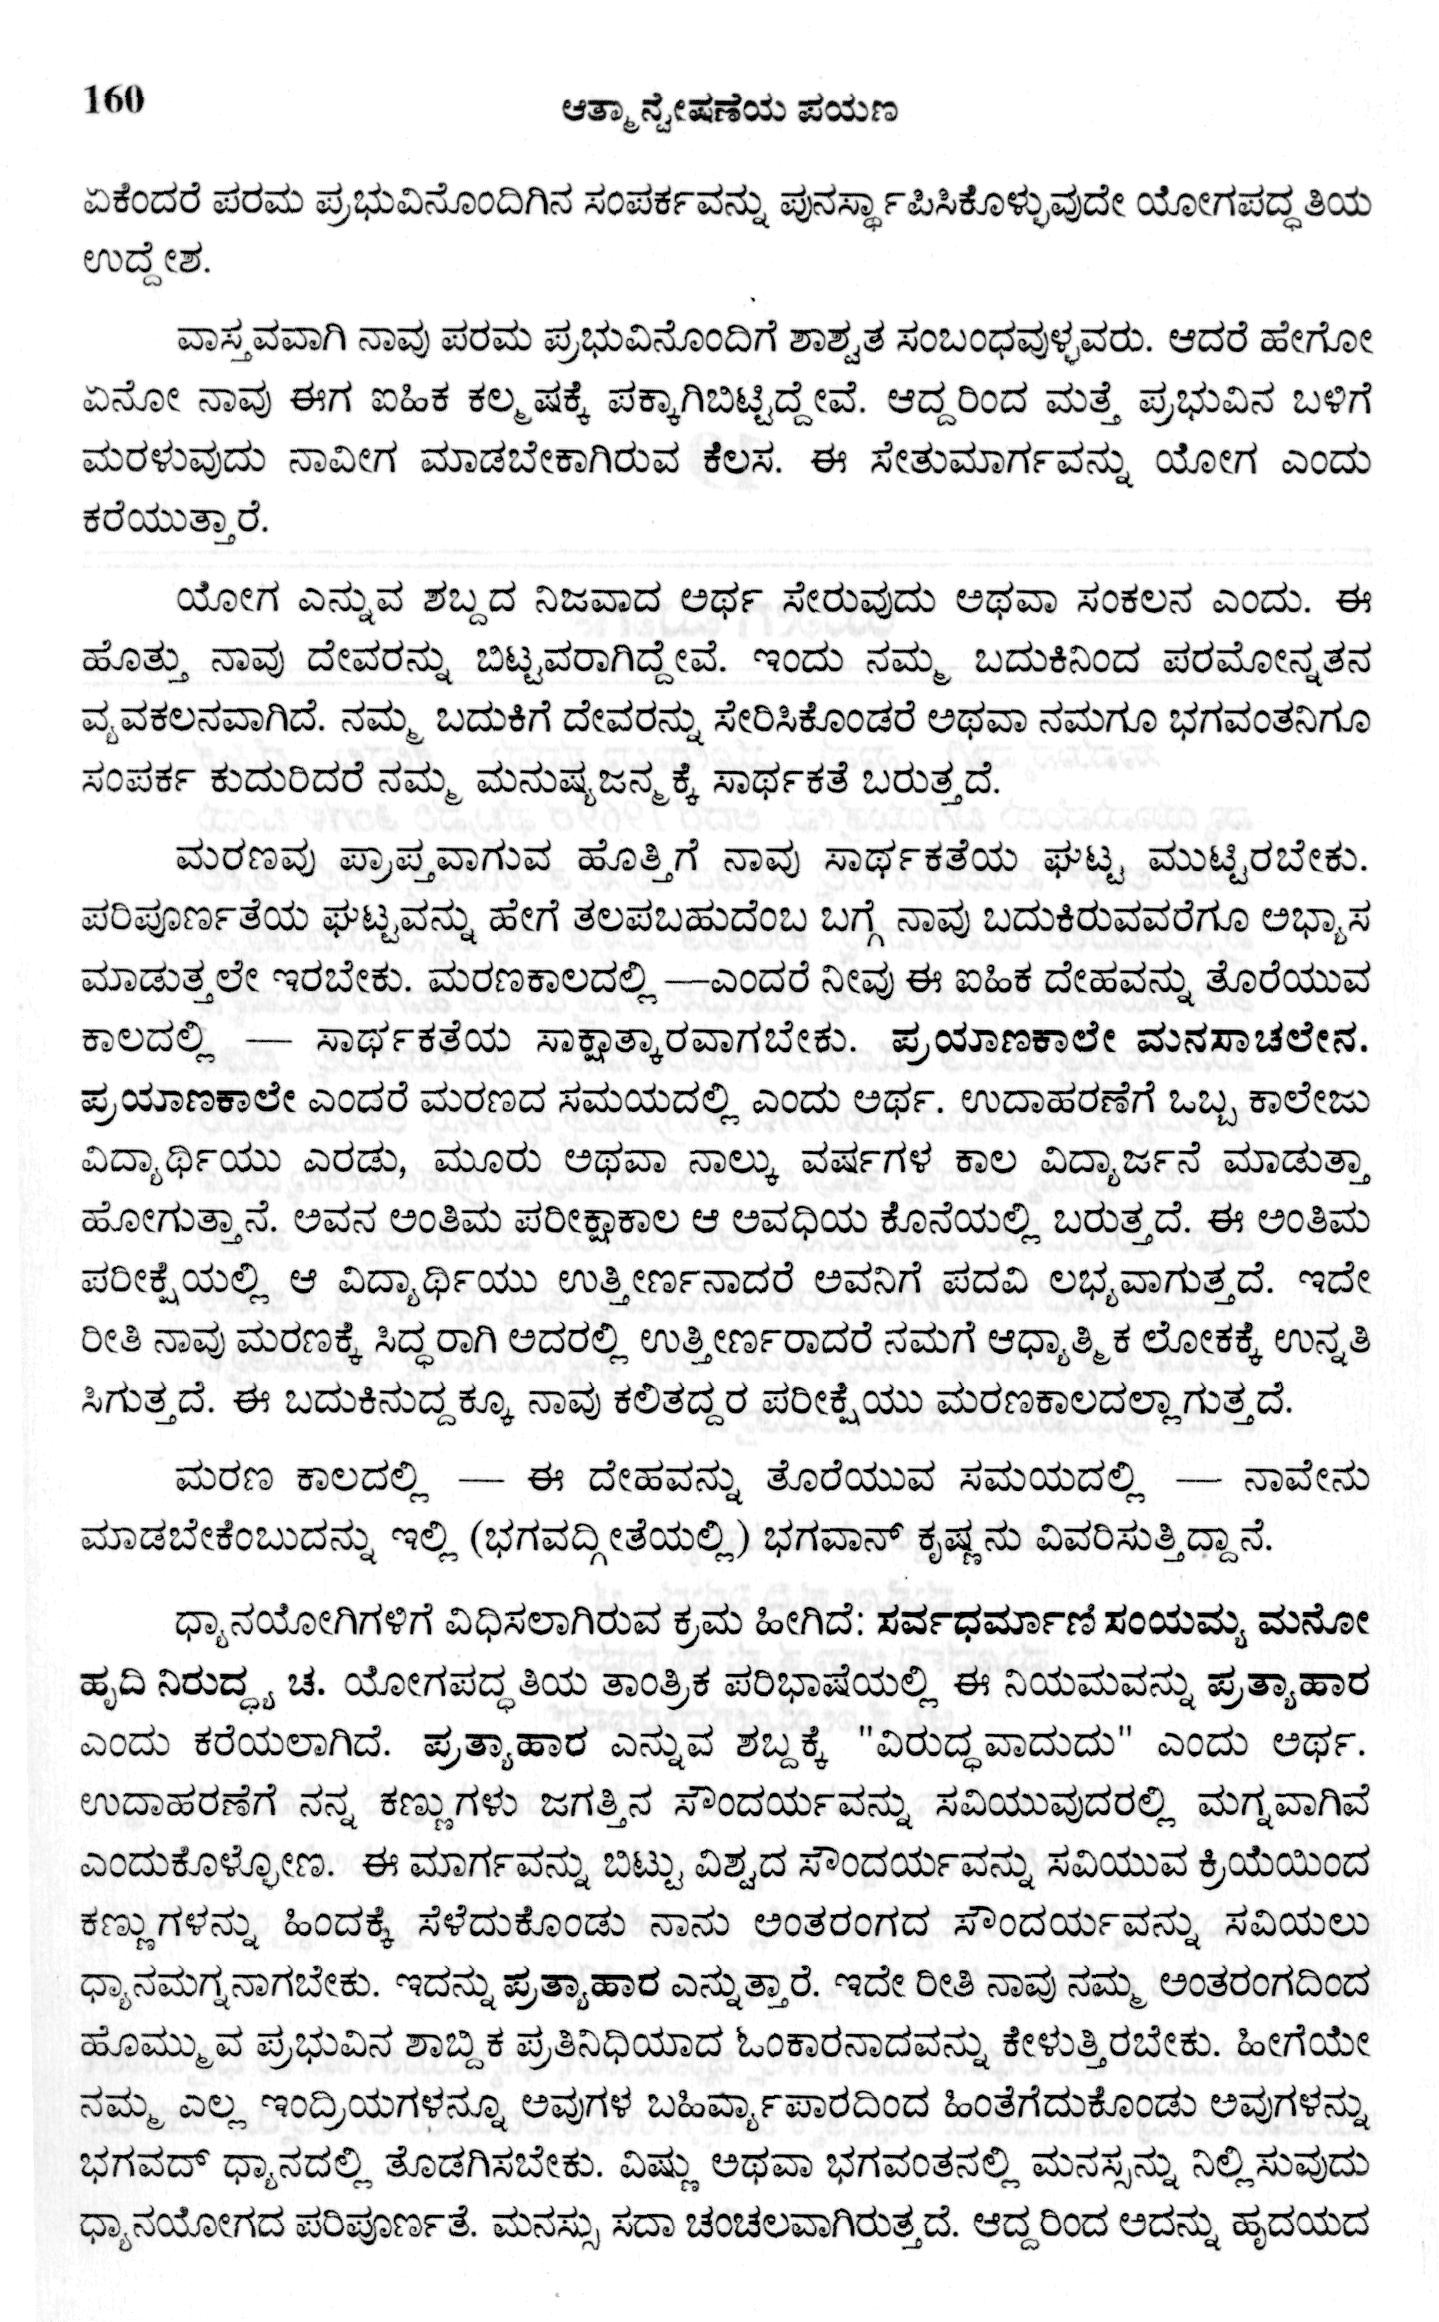 160
ಆತ್ಮಾನ್ವೇಷಣೆಯ ಪಯಣ
ಏಕೆಂದರೆ ಪರಮ ಪ್ರಭುವಿನೊಂದಿಗಿನ ಸಂಪರ್ಕವನ್ನು ಪುನರ್ಸ್ಥಾಪಿಸಿಕೊಳ್ಳುವುದೇ ಯೋಗಪದ್ಧತಿಯ
ಉದ್ದೇಶ.
ವಾಸ್ತವವಾಗಿ ನಾವು ಪರಮ ಪ್ರಭುವಿನೊಂದಿಗೆ ಶಾಶ್ವತ ಸಂಬಂಧವುಳ್ಳವರು. ಆದರೆ ಹೇಗೋ
ಏನೋ ನಾವು ಈಗ ಐಹಿಕ ಕಲ್ಮಷಕ್ಕೆ ಪಕ್ಕಾಗಿಬಿಟ್ಟಿದ್ದೇವೆ. ಆದ್ದರಿಂದ ಮತ್ತೆ ಪ್ರಭುವಿನ ಬಳಿಗೆ
ಮರಳುವುದು ನಾವೀಗ ಮಾಡಬೇಕಾಗಿರುವ ಕೆಲಸ. ಈ ಸೇತುಮಾರ್ಗವನ್ನು ಯೋಗ ಎಂದು
ಕರೆಯುತ್ತಾರೆ.
ಯೋಗ ಎನ್ನುವ ಶಬ್ದದ ನಿಜವಾದ ಅರ್ಥ ಸೇರುವುದು ಅಥವಾ ಸಂಕಲನ ಎಂದು. ಈ
ಹೊತ್ತು ನಾವು ದೇವರನ್ನು ಬಿಟ್ಟವರಾಗಿದ್ದೇವೆ. ಇಂದು ನಮ್ಮ ಬದುಕಿನಿಂದ ಪರಮೋನ್ನತನ
ವ್ಯವಕಲನವಾಗಿದೆ. ನಮ್ಮ ಬದುಕಿಗೆ ದೇವರನ್ನು ಸೇರಿಸಿಕೊಂಡರೆ ಅಥವಾ ನಮಗೂ ಭಗವಂತನಿಗೂ
ಸಂಪರ್ಕ ಕುದುರಿದರೆ ನಮ್ಮ ಮನುಷ್ಯಜನ್ಮಕ್ಕೆ ಸಾರ್ಥಕತೆ ಬರುತ್ತದೆ.
ಮರಣವು ಪ್ರಾಪ್ತವಾಗುವ ಹೊತ್ತಿಗೆ ನಾವು ಸಾರ್ಥಕತೆಯ ಘಟ್ಟ ಮುಟ್ಟಿರಬೇಕು.
ಪರಿಪೂರ್ಣತೆಯ ಘಟ್ಟವನ್ನು ಹೇಗೆ ತಲಪಬಹುದೆಂಬ ಬಗ್ಗೆ ನಾವು ಬದುಕಿರುವವರೆಗೂ ಅಭ್ಯಾಸ
ಮಾಡುತ್ತಲೇ ಇರಬೇಕು. ಮರಣಕಾಲದಲ್ಲಿ —ಎಂದರೆ ನೀವು ಈ ಐಹಿಕ ದೇಹವನ್ನು ತೊರೆಯುವ
ಕಾಲದಲ್ಲಿ — ಸಾರ್ಥಕತೆಯ ಸಾಕ್ಷಾತ್ಕಾರವಾಗಬೇಕು. ಪ್ರಯಾಣಕಾಲೇ ಮನಸಾಚಲೇನ.
ಪ್ರಯಾಣಕಾಲೇ ಎಂದರೆ ಮರಣದ ಸಮಯದಲ್ಲಿ ಎಂದು ಅರ್ಥ. ಉದಾಹರಣೆಗೆ ಒಬ್ಬ ಕಾಲೇಜು
ವಿದ್ಯಾರ್ಥಿಯು ಎರಡು, ಮೂರು ಅಥವಾ ನಾಲ್ಕು ವರ್ಷಗಳ ಕಾಲ ವಿದ್ಯಾರ್ಜನೆ ಮಾಡುತ್ತಾ
ಹೋಗುತ್ತಾನೆ. ಅವನ ಅಂತಿಮ ಪರೀಕ್ಷಾಕಾಲ ಆ ಅವಧಿಯ ಕೊನೆಯಲ್ಲಿ ಬರುತ್ತದೆ. ಈ ಅಂತಿಮ
ಪರೀಕ್ಷೆಯಲ್ಲಿ ಆ ವಿದ್ಯಾರ್ಥಿಯು ಉತ್ತೀರ್ಣನಾದರೆ ಅವನಿಗೆ ಪದವಿ ಲಭ್ಯವಾಗುತ್ತದೆ. ಇದೇ
ರೀತಿ ನಾವು ಮರಣಕ್ಕೆ ಸಿದ್ಧರಾಗಿ ಅದರಲ್ಲಿ ಉತ್ತೀರ್ಣರಾದರೆ ನಮಗೆ ಆಧ್ಯಾತ್ಮಿಕ ಲೋಕಕ್ಕೆ ಉನ್ನತಿ
ಸಿಗುತ್ತದೆ. ಈ ಬದುಕಿನುದ್ದಕ್ಕೂ ನಾವು ಕಲಿತದ್ದರ ಪರೀಕ್ಷೆಯು ಮರಣಕಾಲದಲ್ಲಾಗುತ್ತದೆ.
ಮರಣ ಕಾಲದಲ್ಲಿ — ಈ ದೇಹವನ್ನು ತೊರೆಯುವ ಸಮಯದಲ್ಲಿ — ನಾವೇನು
ಮಾಡಬೇಕೆಂಬುದನ್ನು ಇಲ್ಲಿ (ಭಗವದ್ಗೀತೆಯಲ್ಲಿ) ಭಗವಾನ್ ಕೃಷ್ಣನು ವಿವರಿಸುತ್ತಿದ್ದಾನೆ.
ಧ್ಯಾನಯೋಗಿಗಳಿಗೆ ವಿಧಿಸಲಾಗಿರುವ ಕ್ರಮ ಹೀಗಿದೆ: ಸರ್ವಧರ್ಮಾಣಿ ಸಂಯಮ್ಯ ಮನೋ
ಹೃದಿ ನಿರುದ್ಧ್ಯ ಚ. ಯೋಗಪದ್ಧತಿಯ ತಾಂತ್ರಿಕ ಪರಿಭಾಷೆಯಲ್ಲಿ ಈ ನಿಯಮವನ್ನು ಪ್ರತ್ಯಾಹಾರ
ಎಂದು ಕರೆಯಲಾಗಿದೆ. ಪ್ರತ್ಯಾಹಾರ ಎನ್ನುವ ಶಬ್ದಕ್ಕೆ "ವಿರುದ್ಧವಾದುದು" ಎಂದು ಅರ್ಥ.
ಉದಾಹರಣೆಗೆ ನನ್ನ ಕಣ್ಣುಗಳು ಜಗತ್ತಿನ ಸೌಂದರ್ಯವನ್ನು ಸವಿಯುವುದರಲ್ಲಿ ಮಗ್ನವಾಗಿವೆ
ಎಂದುಕೊಳ್ಳೋಣ. ಈ ಮಾರ್ಗವನ್ನು ಬಿಟ್ಟು ವಿಶ್ವದ ಸೌಂದರ್ಯವನ್ನು ಸವಿಯುವ ಕ್ರಿಯೆಯಿಂದ
ಕಣ್ಣುಗಳನ್ನು ಹಿಂದಕ್ಕೆ ಸೆಳೆದುಕೊಂಡು ನಾನು ಅಂತರಂಗದ ಸೌಂದರ್ಯವನ್ನು ಸವಿಯಲು
ಧ್ಯಾನಮಗ್ನನಾಗಬೇಕು. ಇದನ್ನು ಪ್ರತ್ಯಾಹಾರ ಎನ್ನುತ್ತಾರೆ. ಇದೇ ರೀತಿ ನಾವು ನಮ್ಮ ಅಂತರಂಗದಿಂದ
ಹೊಮ್ಮುವ ಪ್ರಭುವಿನ ಶಾಬ್ದಿಕ ಪ್ರತಿನಿಧಿಯಾದ ಓಂಕಾರನಾದವನ್ನು ಕೇಳುತ್ತಿರಬೇಕು. ಹೀಗೆಯೇ
ನಮ್ಮ ಎಲ್ಲ ಇಂದ್ರಿಯಗಳನ್ನೂ ಅವುಗಳ ಬಹಿರ್ವ್ಯಾಪಾರದಿಂದ ಹಿಂತೆಗೆದುಕೊಂಡು ಅವುಗಳನ್ನು
ಭಗವದ್ ಧ್ಯಾನದಲ್ಲಿ ತೊಡಗಿಸಬೇಕು. ವಿಷ್ಣು ಅಥವಾ ಭಗವಂತನಲ್ಲಿ ಮನಸ್ಸನ್ನು ನಿಲ್ಲಿಸುವುದು
ಧ್ಯಾನಯೋಗದ ಪರಿಪೂರ್ಣತೆ. ಮನಸ್ಸು ಸದಾ ಚಂಚಲವಾಗಿರುತ್ತದೆ. ಆದ್ದರಿಂದ ಅದನ್ನು ಹೃದಯದ